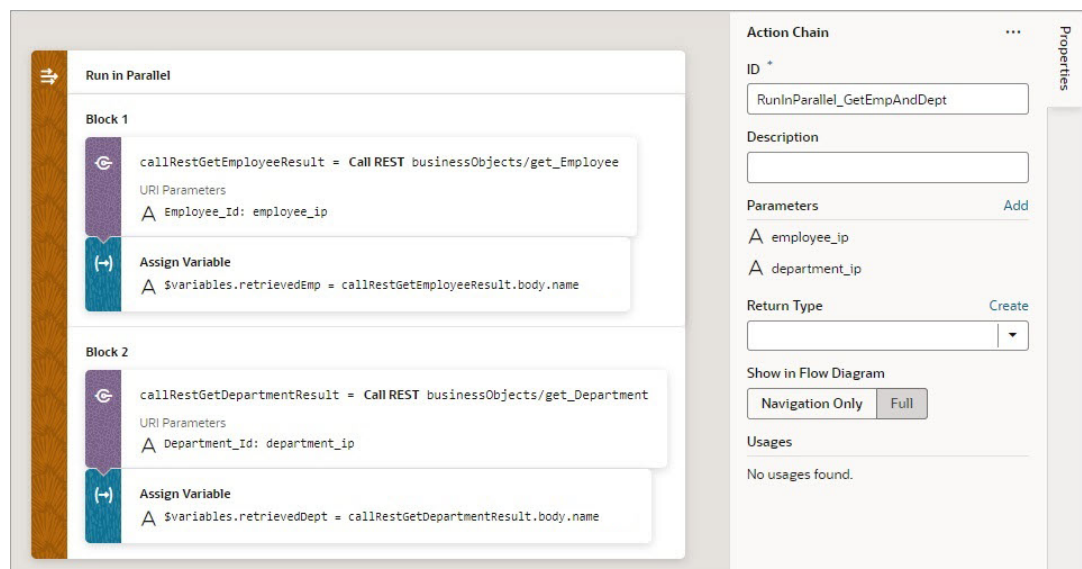 Run in Parallel
Block 1
callRestGetEmployeeResult = Call REST businessObjects/get_Employee
URI Parameters
A Employee_Id: employee_ip
Assign Variable
A $variables.retrievedEmp = callRestGetEmployeeResult.body.name
Block 2
callRestGetDepartmentResult = Call REST businessObjects/get_Department
URI Parameters
A Department_Id: department_ip
Assign Variable
A $variables.retrievedDept = callRestGetDepartmentResult.body.name
Action Chain
ID *
RunInParallel_GetEmpAndDept
Description
Parameters Add
A employee_ip
A department_ip
Return Type Create
Show in Flow Diagram
Navigation Only Full
Usages
No usages found.
Properties